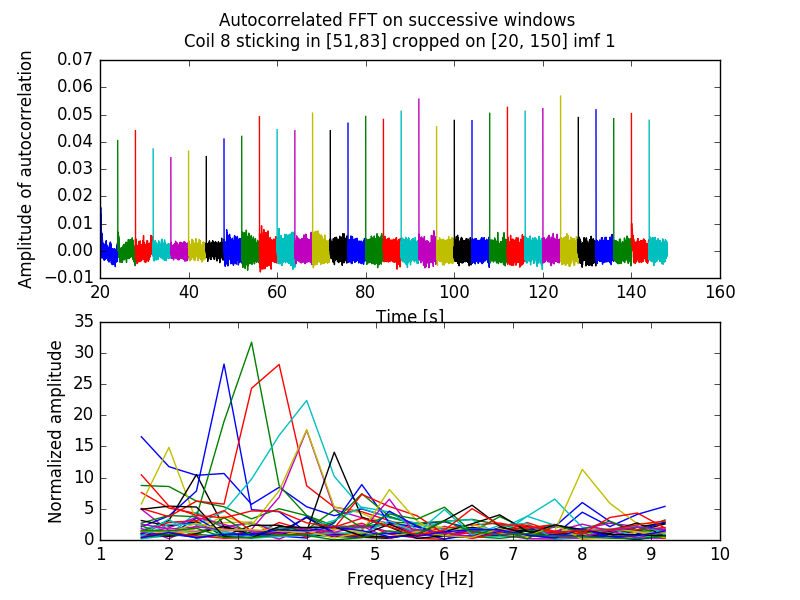 Autocorrelated FFT on successive windows
Coil 8 sticking in [51,83] cropped on [20, 150] imf 1
Amplitude of autocorrelation
0.07
0.06
0.05
0.04
0.03
0.02
0.01
0.00
−0.01
20 40 60 80 100 120 140 160
Time [s]
Normalized amplitude
35
30
25
20
15
10
5
0
1 2 3 4 5 6 7 8 9 10
Frequency [Hz]